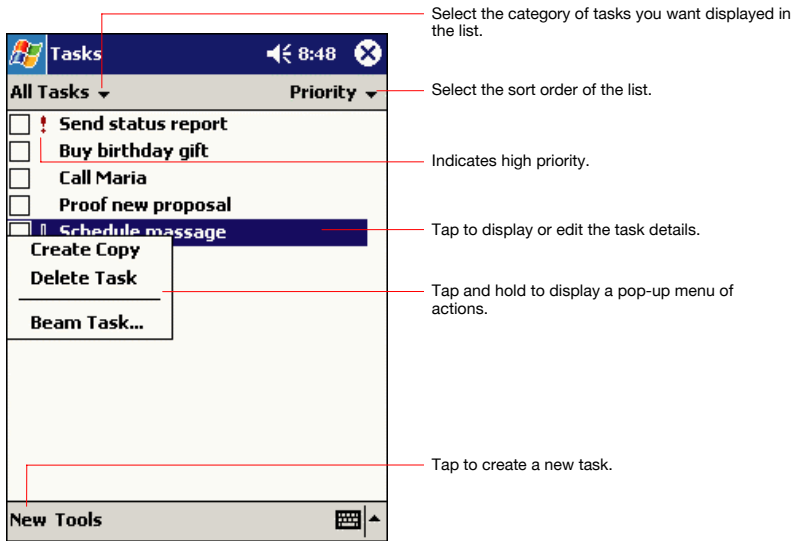 Select the category of tasks you want displayed in
the list.
Tasks 8:48
All Tasks Priority
Select the sort order of the list.
! Send status report
Buy birthday gift
Indicates high priority.
Call Maria
Proof new proposal
Schedule massage
Tap to display or edit the task details.
Create Copy
Delete Task
Tap and hold to display a pop-up menu of
actions.
Beam Task...
Tap to create a new task.
New Tools